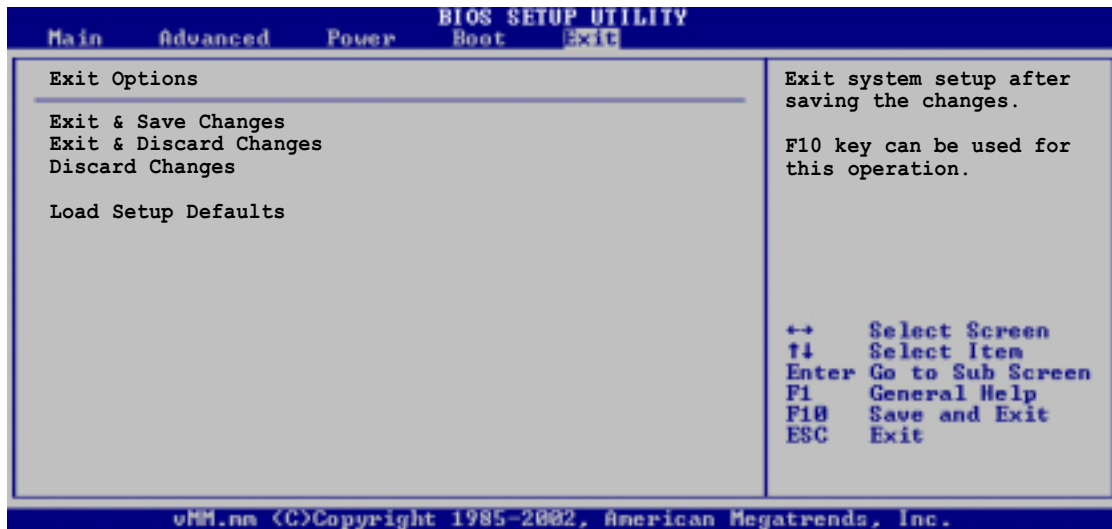 BIOS SETUP UTILITY
Main Advanced Power Boot Exit
Exit Options
Exit & Save Changes
Exit & Discard Changes
Discard Changes
Load Setup Defaults
Exit system setup after
saving the changes.
F10 key can be used for
this operation.
←→ Select Screen
↑↓ Select Item
Enter Go to Sub Screen
F1 General Help
F10 Save and Exit
ESC Exit
vMM.mm (C)Copyright 1985-2002, American Megatrends, Inc.